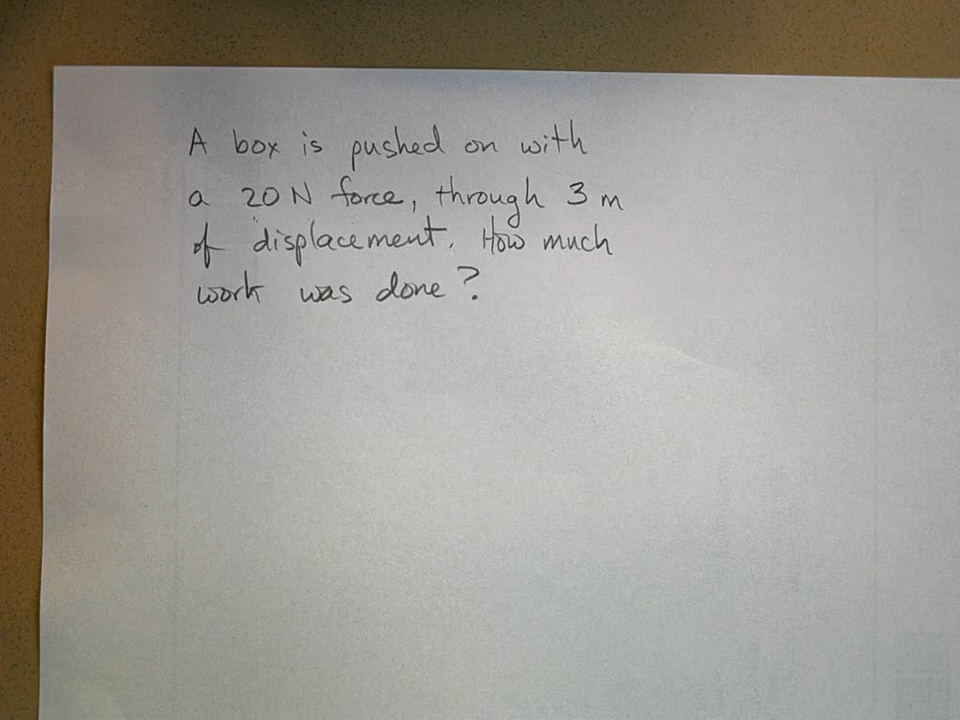 A box is pushed on with
a 20 N force, through 3 m
of displacement. How much
work was done?